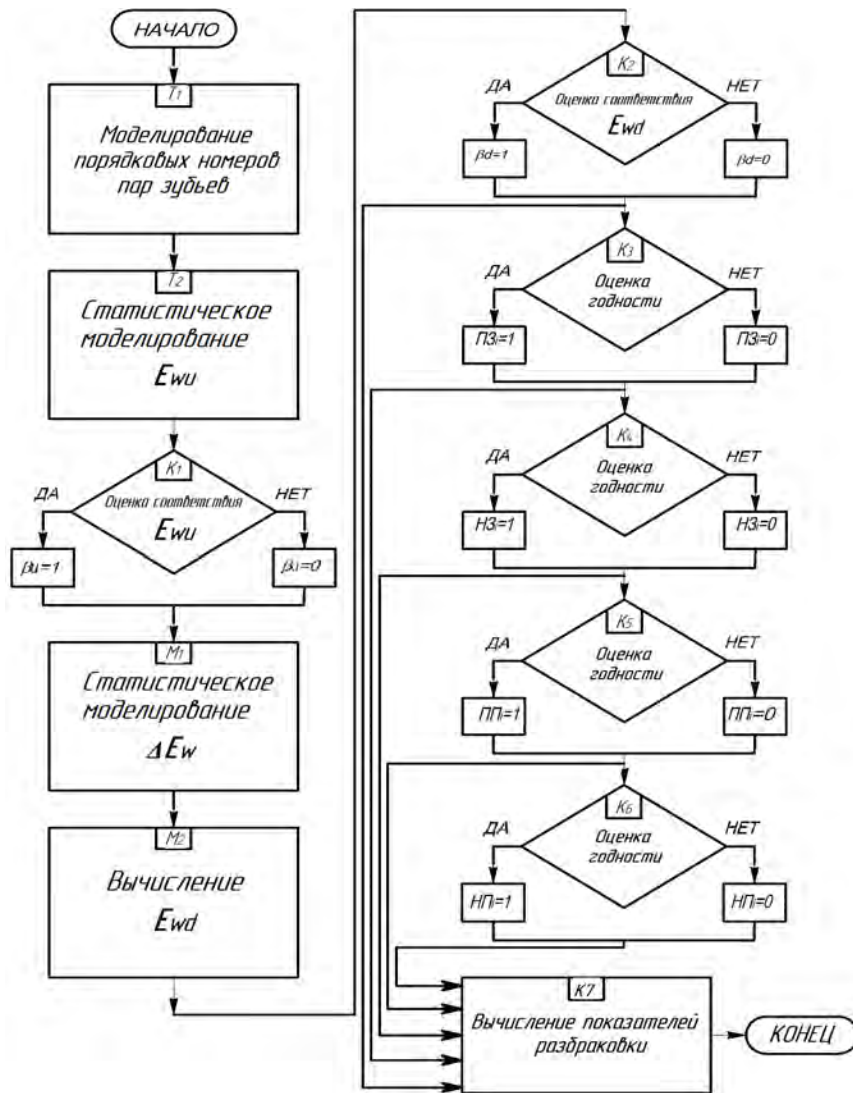 НАЧАЛО
T1
Моделирование
порядковых номеров
пар зубьев
T2
Статистическое
моделирование
Ewu
K1
ДА
НЕТ
Оценка соответствия
Ewu
βu=1
βu=0
M1
Статистическое
моделирование
ΔEw
M2
Вычисление
Ewd
K2
ДА
НЕТ
Оценка соответствия
Ewd
βd=1
βd=0
K3
ДА
НЕТ
Оценка
годности
ПЗi=1
ПЗi=0
K4
ДА
НЕТ
Оценка
годности
НЗi=1
НЗi=0
K5
ДА
НЕТ
Оценка
годности
ППi=1
ППi=0
K6
ДА
НЕТ
Оценка
годности
НПi=1
НПi=0
K7
Вычисление показателей
разбраковки
КОНЕЦ